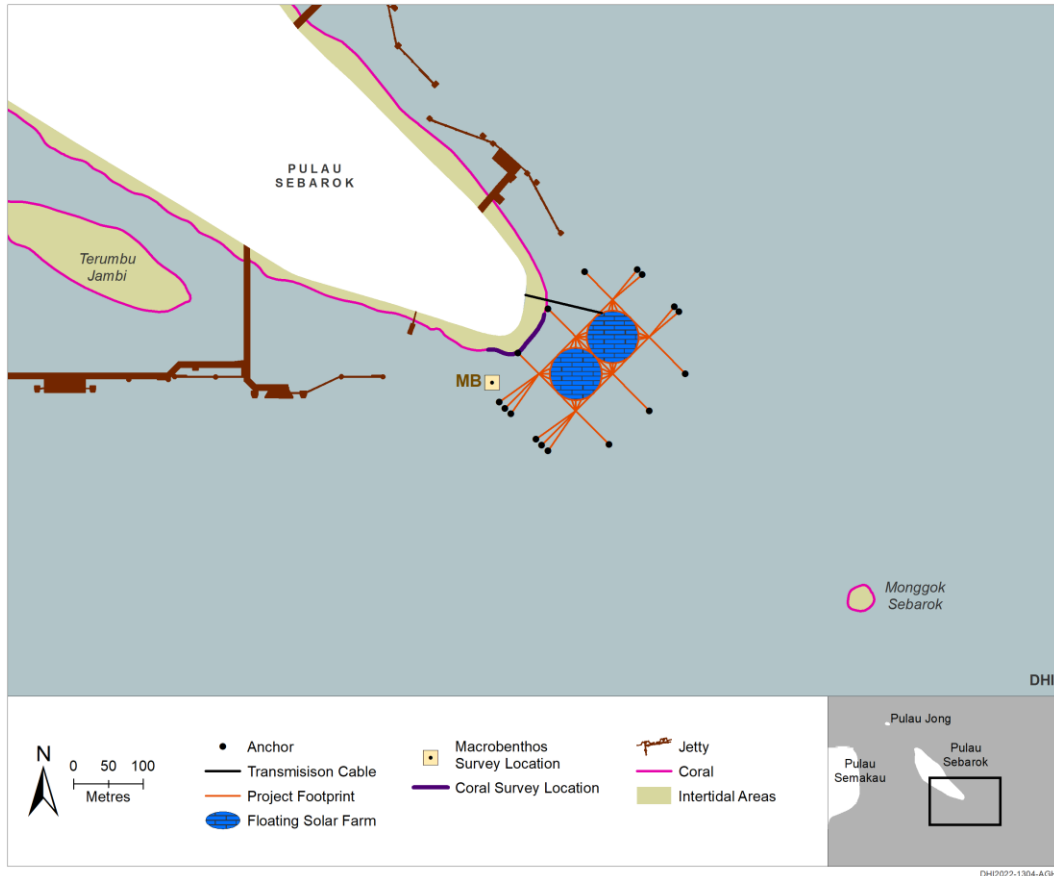 PULAU
SEBAROK
Terumbu
Jambi
MB
Monggok
Sebarok
DHI
N
0 50 100
Metres
Anchor
Transmisison Cable
Project Footprint
Floating Solar Farm
Macrobenthos
Survey Location
Coral Survey Location
Jetty
Coral
Intertidal Areas
Pulau Jong
Pulau
Semakau
Pulau
Sebarok